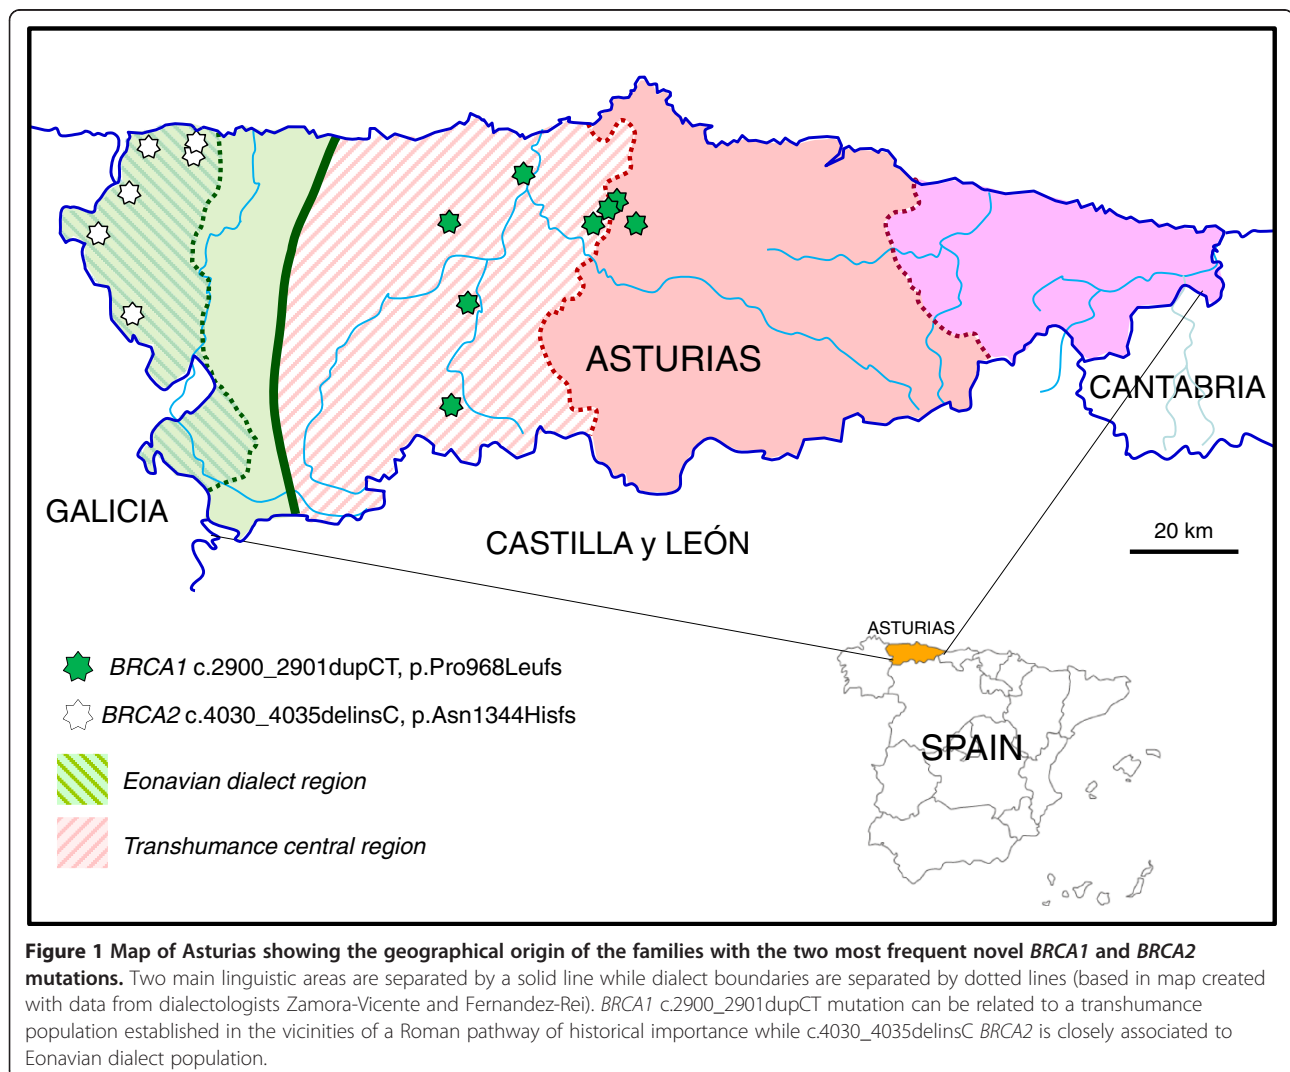 ASTURIAS
CANTABRIA
GALICIA
CASTILLA y LEÓN
20 km
ASTURIAS
SPAIN
BRCA1 c.2900_2901dupCT, p.Pro968Leufs
BRCA2 c.4030_4035delinsC, p.Asn1344Hisfs
Eonavian dialect region
Transhumance central region
Figure 1 Map of Asturias showing the geographical origin of the families with the two most frequent novel BRCA1 and BRCA2
mutations. Two main linguistic areas are separated by a solid line while dialect boundaries are separated by dotted lines (based in map created
with data from dialectologists Zamora-Vicente and Fernandez-Rei). BRCA1 c.2900_2901dupCT mutation can be related to a transhumance
population established in the vicinities of a Roman pathway of historical importance while c.4030_4035delinsC BRCA2 is closely associated to
Eonavian dialect population.